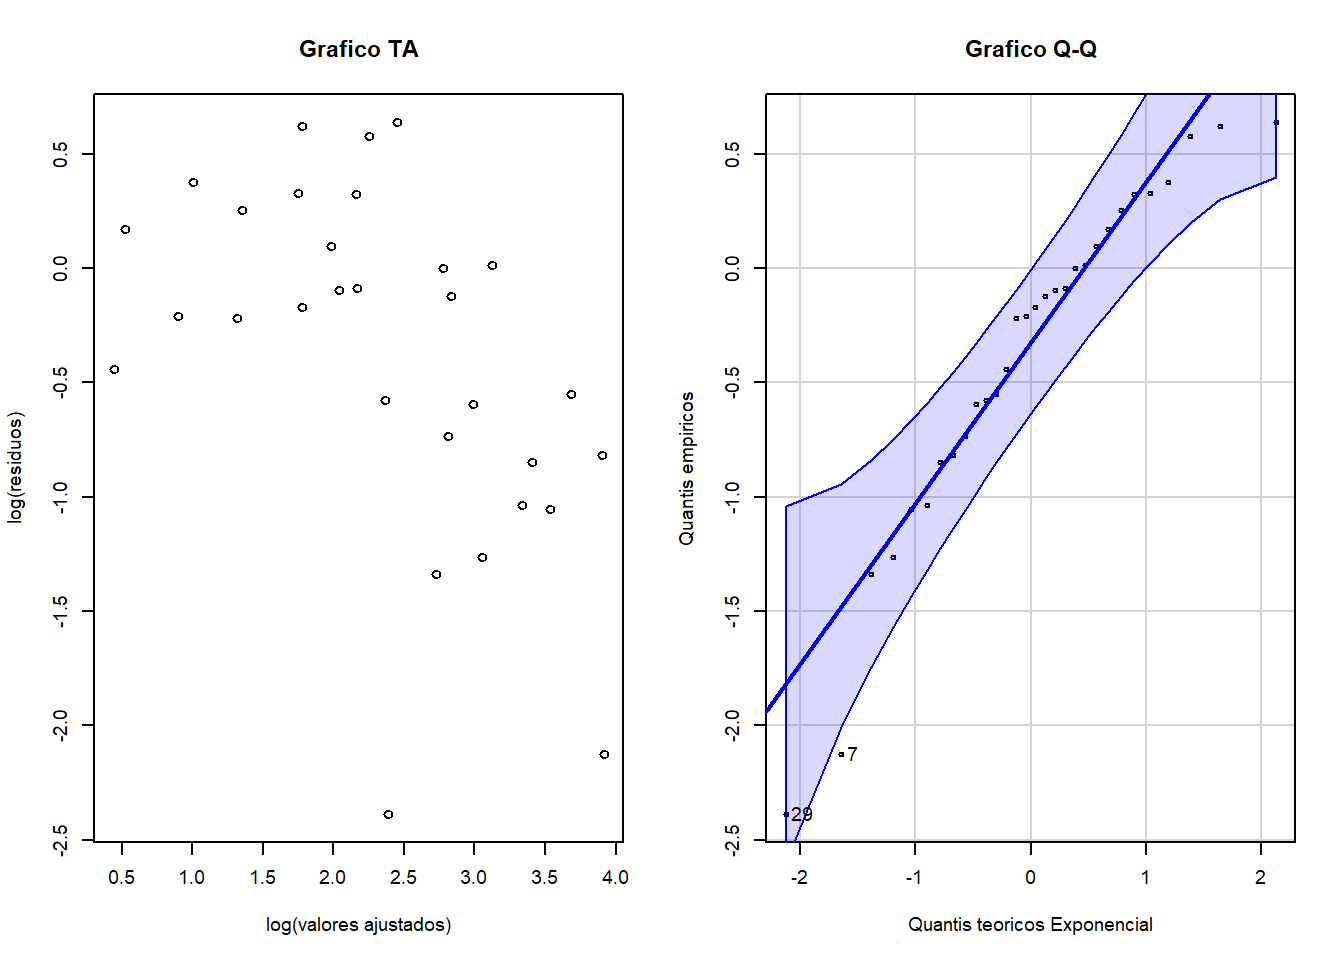 Grafico TA
log(residuos)
0.5
0.0
-0.5
-1.0
-1.5
-2.0
-2.5
0.5 1.0 1.5 2.0 2.5 3.0 3.5 4.0
log(valores ajustados)
Grafico Q-Q
Quantis empiricos
0.5
0.0
-0.5
-1.0
-1.5
-2.0
-2.5
7
29
-2 -1 0 1 2
Quantis teoricos Exponencial